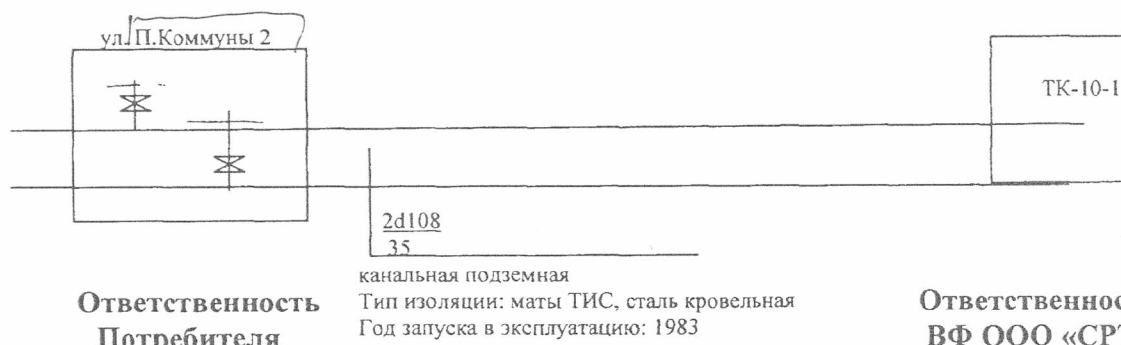 ул. П.Коммуны 2
ТК-10-1
2d108
35
канальная подземная
Тип изоляции: маты ТИС, сталь кровельная
Год запуска в эксплуатацию: 1983
Ответственность
Потребителя
Ответственнос
ВФ ООО «СРТ